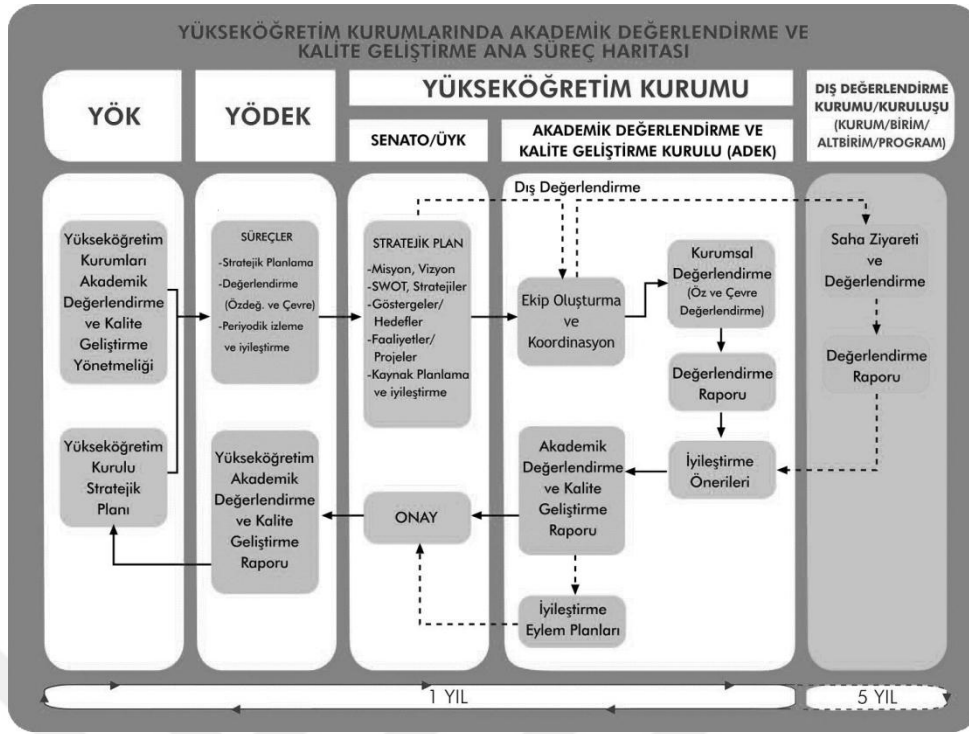 YÜKSEKÖĞRETİM KURUMLARINDA AKADEMİK DEĞERLENDİRME VE
KALİTE GELİŞTİRME ANA SÜREÇ HARITASI
YÖK
YÖDEK
YÜKSEKÖĞRETİM KURUMU
SENATO/ÜYK
AKADEMİK DEĞERLENDİRME VE
KALİTE GELİŞTİRME KURULU (ADEK)
DIŞ DEĞERLENDİRME
KURUMU/KURULUŞU
(KURUM/BİRİM/
ALTBİRİM/PROGRAM)
Yükseköğretim
Kurumları
Akademik
Değerlendirme
ve Kalite
Geliştirme
Yönetmeliği
Yükseköğretim
Kurulu
Stratejik
Planı
SÜREÇLER
-Stratejik Planlama
-Değerlendirme
(Özdeğ. ve Çevre)
-Periyodik izleme
ve iyileştirme
Yükseköğretim
Akademik
Değerlendirme
ve Kalite
Geliştirme
Raporu
STRATEJİK PLAN
-Misyon, Vizyon
-SWOT, Stratejiler
-Göstergeler/
Hedefler
-Faaliyetler/
Projeler
-Kaynak Planlama
ve iyileştirme
ONAY
Dış Değerlendirme
Ekip Oluşturma
ve
Koordinasyon
Kurumsal
Değerlendirme
(Öz ve Çevre
Değerlendirme)
Değerlendirme
Raporu
İyileştirme
Önerileri
Akademik
Değerlendirme
ve Kalite
Geliştirme
Raporu
İyileştirme
Eylem Planları
Saha Ziyareti
ve
Değerlendirme
Değerlendirme
Raporu
1 YIL
5 YIL